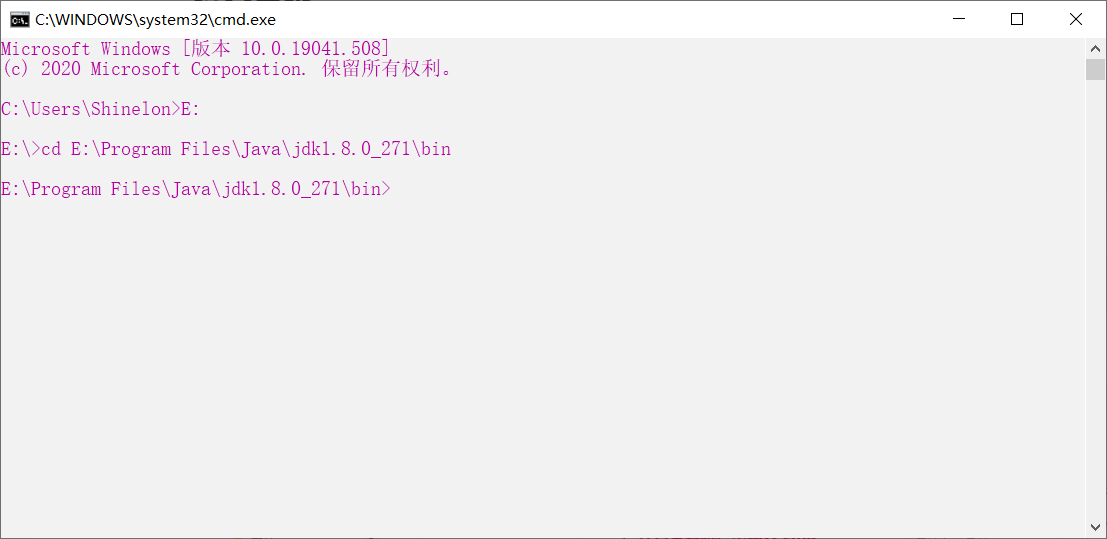 C:\WINDOWS\system32\cmd.exe
Microsoft Windows [版本 10.0.19041.508]
(c) 2020 Microsoft Corporation. 保留所有权利。
C:\Users\Shinelon>E:
E:\>cd E:\Program Files\Java\jdk1.8.0_271\bin
E:\Program Files\Java\jdk1.8.0_271\bin>